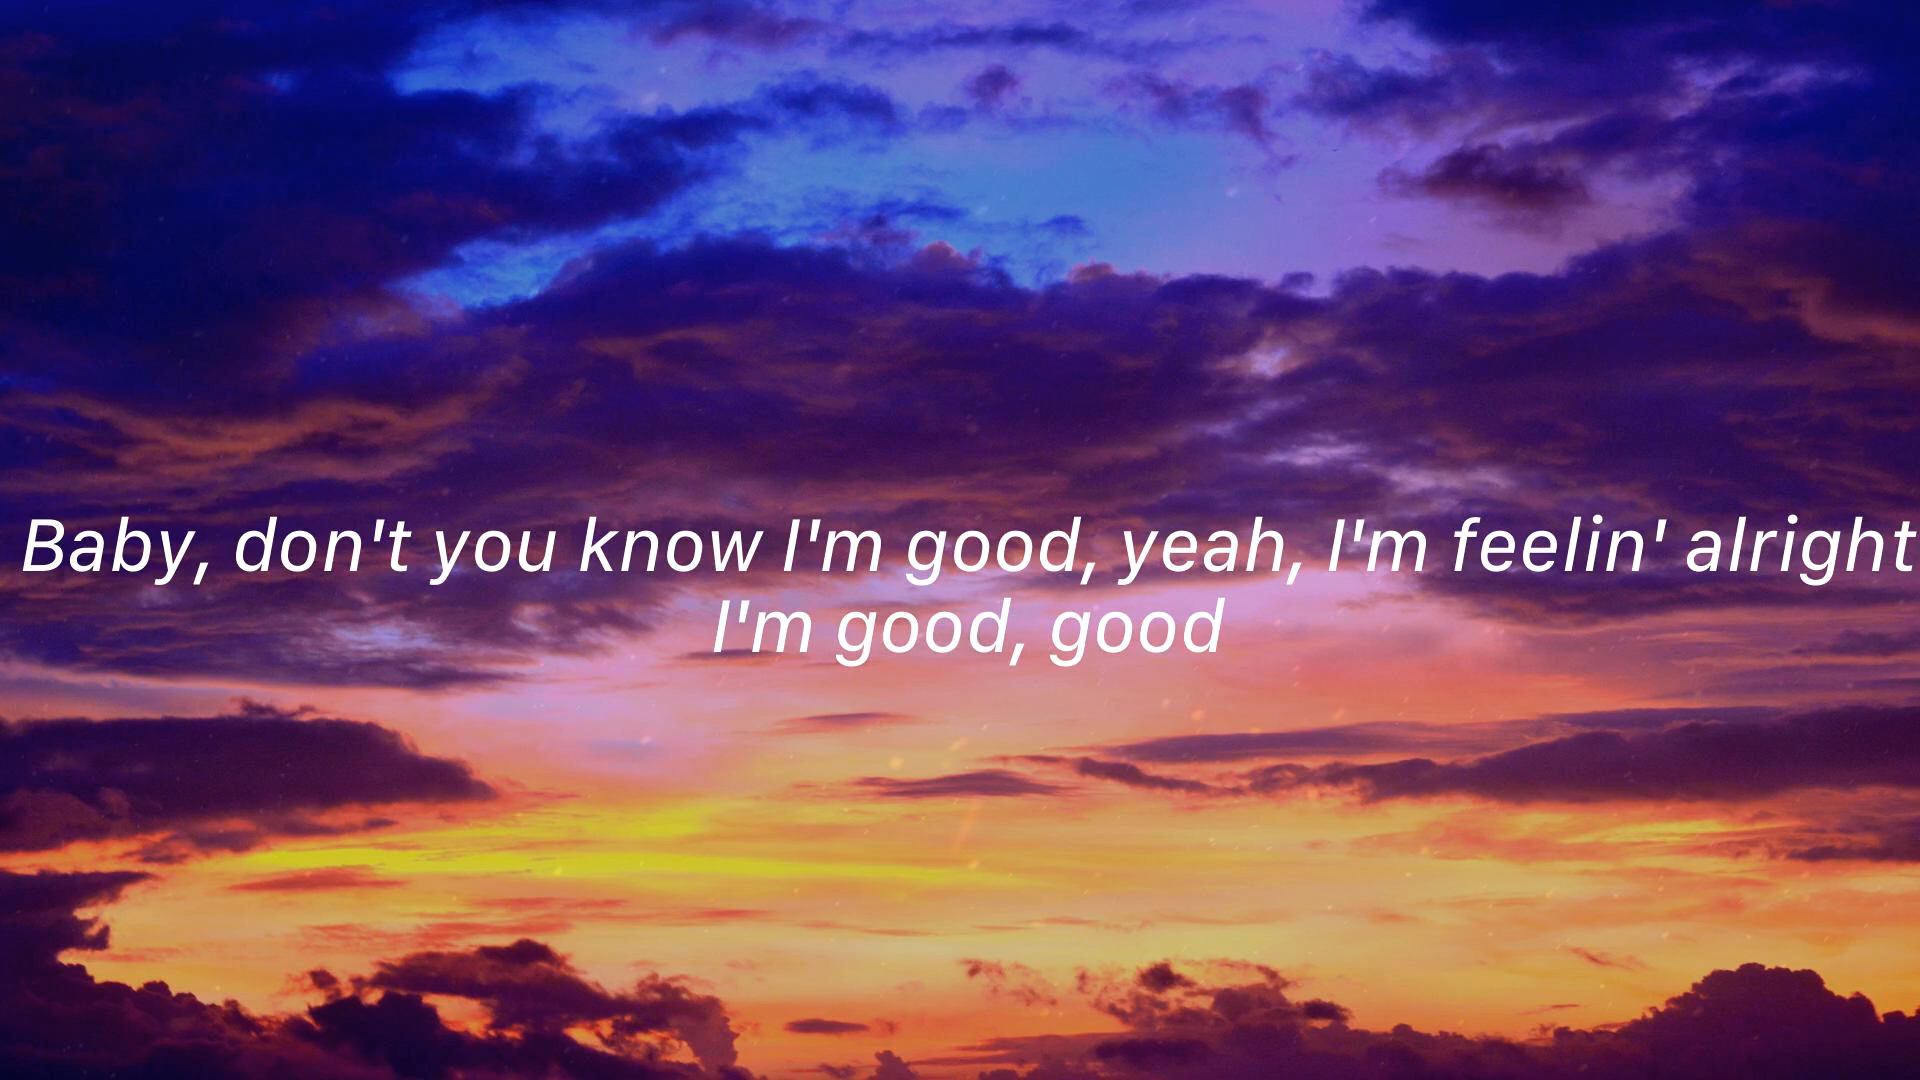 Baby, don't you know I'm good, yeah, I'm feelin' alright
I'm good, good